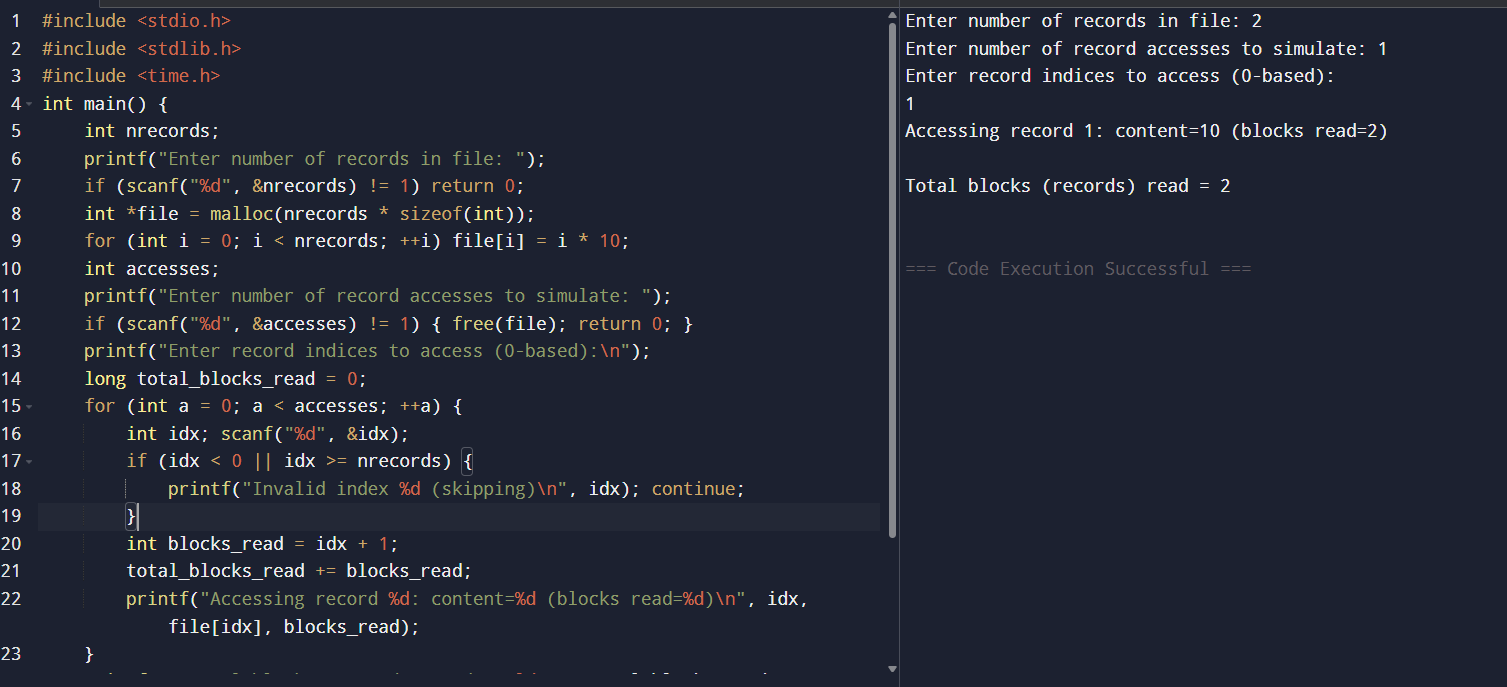 1 #include <stdio.h>
2 #include <stdlib.h>
3 #include <time.h>
4 int main() {
5     int nrecords;
6     printf("Enter number of records in file: ");
7     if (scanf("%d", &nrecords) != 1) return 0;
8     int *file = malloc(nrecords * sizeof(int));
9     for (int i = 0; i < nrecords; ++i) file[i] = i * 10;
10     int accesses;
11     printf("Enter number of record accesses to simulate: ");
12     if (scanf("%d", &accesses) != 1) { free(file); return 0; }
13     printf("Enter record indices to access (0-based):\n");
14     long total_blocks_read = 0;
15     for (int a = 0; a < accesses; ++a) {
16         int idx; scanf("%d", &idx);
17         if (idx < 0 || idx >= nrecords) {
18             printf("Invalid index %d (skipping)\n", idx); continue;
19         }
20         int blocks_read = idx + 1;
21         total_blocks_read += blocks_read;
22         printf("Accessing record %d: content=%d (blocks read=%d)\n", idx,
            file[idx], blocks_read);
23     }
Enter number of records in file: 2
Enter number of record accesses to simulate: 1
Enter record indices to access (0-based):
1
Accessing record 1: content=10 (blocks read=2)
Total blocks (records) read = 2
=== Code Execution Successful ===